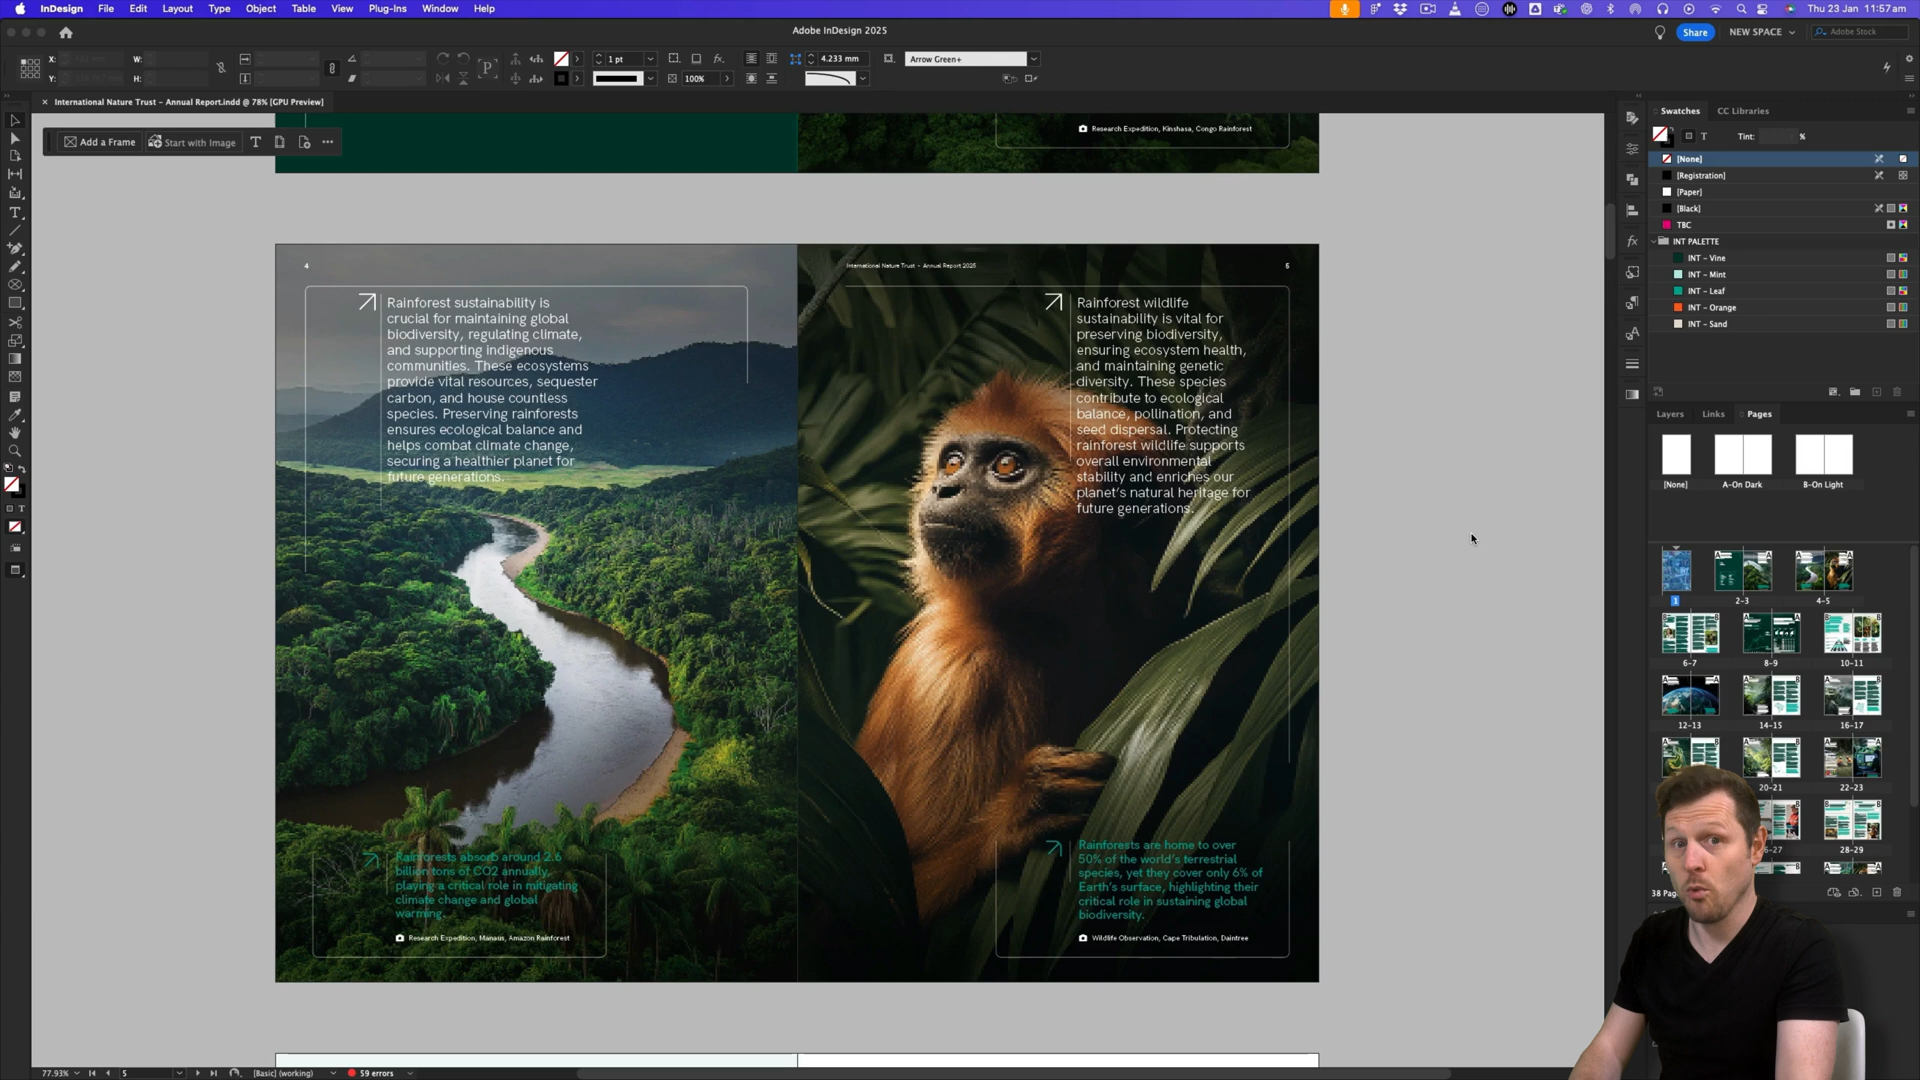 InDesign File Edit Layout Type Object Table View Plug-Ins Window Help
Thu 23 Jan 11:57 am
Adobe InDesign 2025
Share
NEW SPACE
Adobe Stock
X:
W:
1 pt
4.233 mm
Arrow Green+
Y:
H:
100%
× International Nature Trust – Annual Report.indd @ 78% [GPU Preview]
Add a Frame
Start with Image
Research Expedition, Kinshasa, Congo Rainforest
4
Rainforest sustainability is
crucial for maintaining global
biodiversity, regulating climate,
and supporting indigenous
communities. These ecosystems
provide vital resources, sequester
carbon, and house countless
species. Preserving rainforests
ensures ecological balance and
helps combat climate change,
securing a healthier planet for
future generations.
Rainforests absorb around 2.6
billion tons of CO2 annually,
playing a critical role in mitigating
climate change and global
warming.
Research Expedition, Manaus, Amazon Rainforest
International Nature Trust – Annual Report 2025
5
Rainforest wildlife
sustainability is vital for
preserving biodiversity,
ensuring ecosystem health,
and maintaining genetic
diversity. These species
contribute to ecological
balance, pollination, and
seed dispersal. Protecting
rainforest wildlife supports
overall environmental
stability and enriches our
planet's natural heritage for
future generations.
Rainforests are home to over
50% of the world's terrestrial
species, yet they cover only 6% of
Earth's surface, highlighting their
critical role in sustaining global
biodiversity.
Wildlife Observation, Cape Tribulation, Daintree
Swatches CC Libraries
Tint: %
[None]
[Registration]
[Paper]
[Black]
TBC
INT PALETTE
INT – Vine
INT – Mint
INT – Leaf
INT – Orange
INT – Sand
Layers Links Pages
[None] A-On Dark B-On Light
1 2-3 4-5
6-7 8-9 10-11
12-13 14-15 16-17
20-21 22-23
28-29
77.93%
5
[Basic] (working)
59 errors